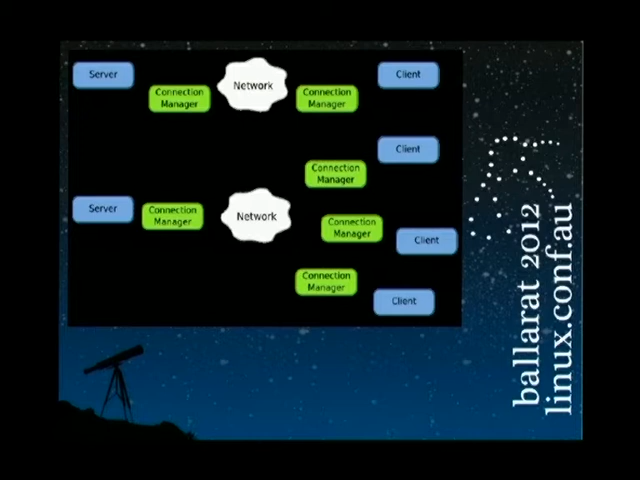 Server
Connection
Manager
Network
Connection
Manager
Client
Client
Connection
Manager
Server
Connection
Manager
Network
Connection
Manager
Client
Connection
Manager
Client
ballarat 2012
linux.conf.au